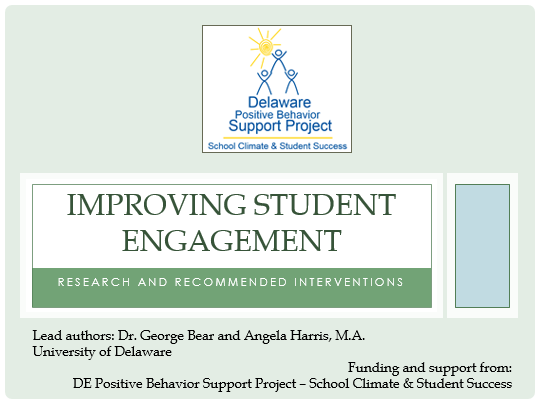 Delaware
Positive Behavior
Support Project
School Climate & Student Success
IMPROVING STUDENT
ENGAGEMENT
RESEARCH AND RECOMMENDED INTERVENTIONS
Lead authors: Dr. George Bear and Angela Harris, M.A.
University of Delaware
Funding and support from:
DE Positive Behavior Support Project – School Climate & Student Success